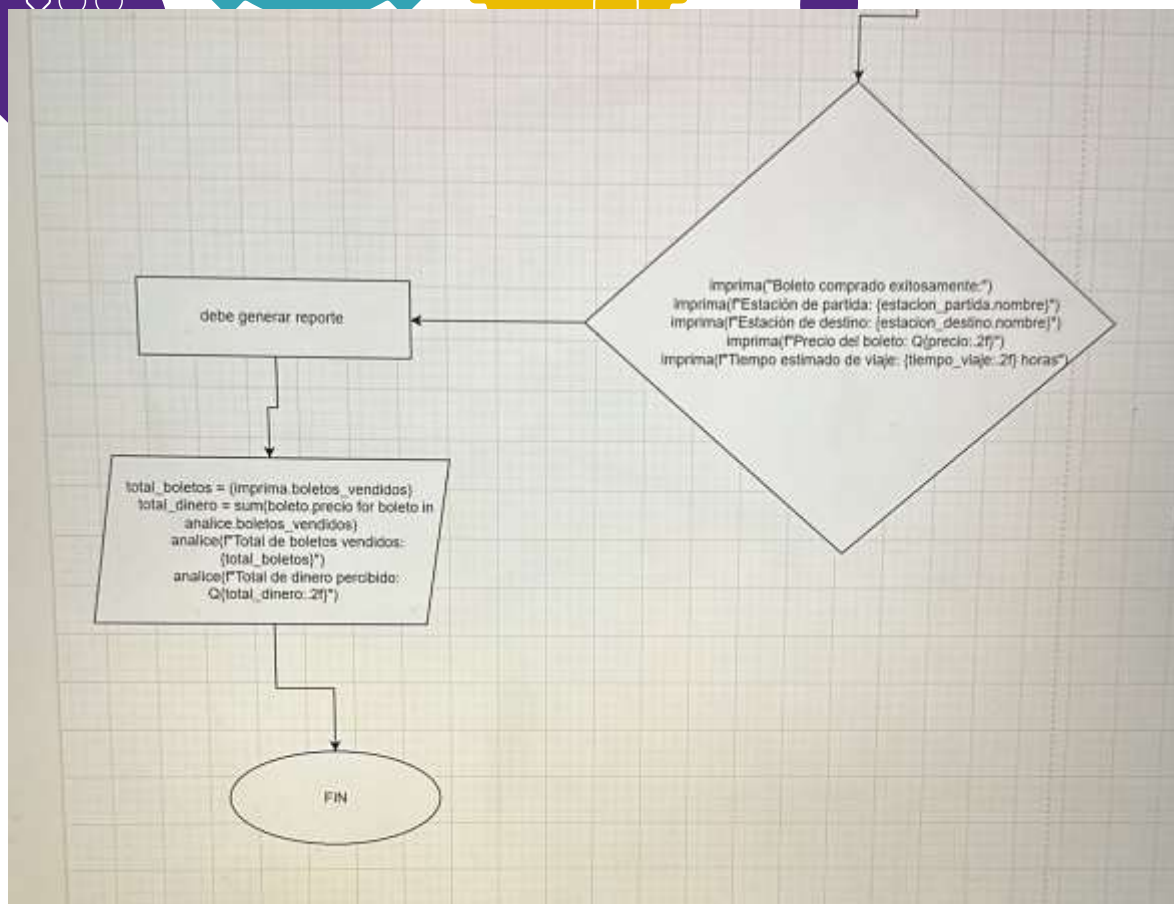 imprima("Boleto comprado exitosamente:")
imprima(f"Estación de partida: {estacion_partida.nombre}")
imprima(f"Estación de destino: {estacion_destino.nombre}")
imprima(f"Precio del boleto: Q{precio:.2f}")
imprima(f"Tiempo estimado de viaje: {tiempo_viaje:.2f} horas")
debe generar reporte
total_boletos = (imprima.boletos_vendidos)
total_dinero = sum(boleto.precio for boleto in
analice.boletos_vendidos)
analice(f"Total de boletos vendidos:
{total_boletos}")
analice(f"Total de dinero percibido:
Q{total_dinero:.2f}")
FIN